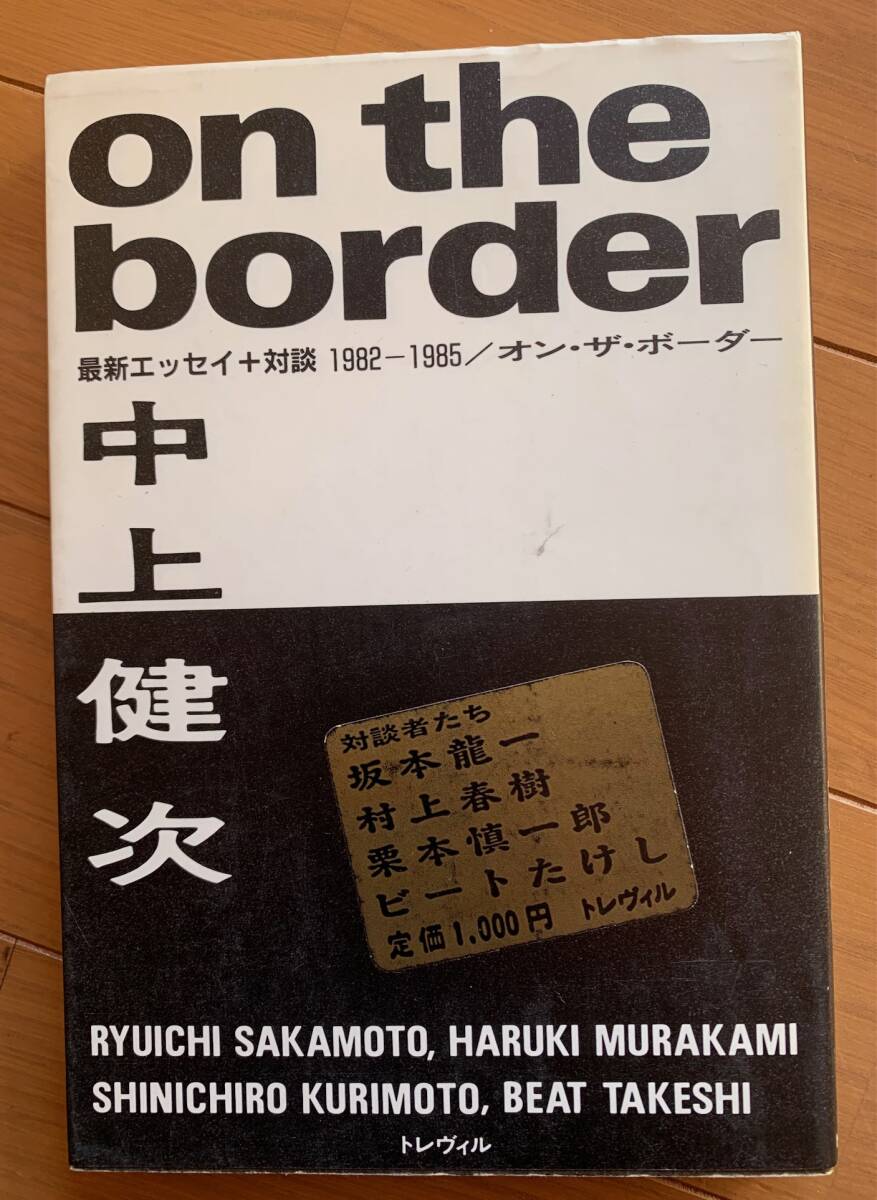 on the
border
最新エッセイ+対談 1982-1985/オン・ザ・ボーダー
中上健次
対談者たち
坂本龍一
村上春樹
栗本慎一郎
ビートたけし
定価1,000円 トレヴィル
RYUICHI SAKAMOTO, HARUKI MURAKAMI
SHINICHIRO KURIMOTO, BEAT TAKESHI
トレヴィル